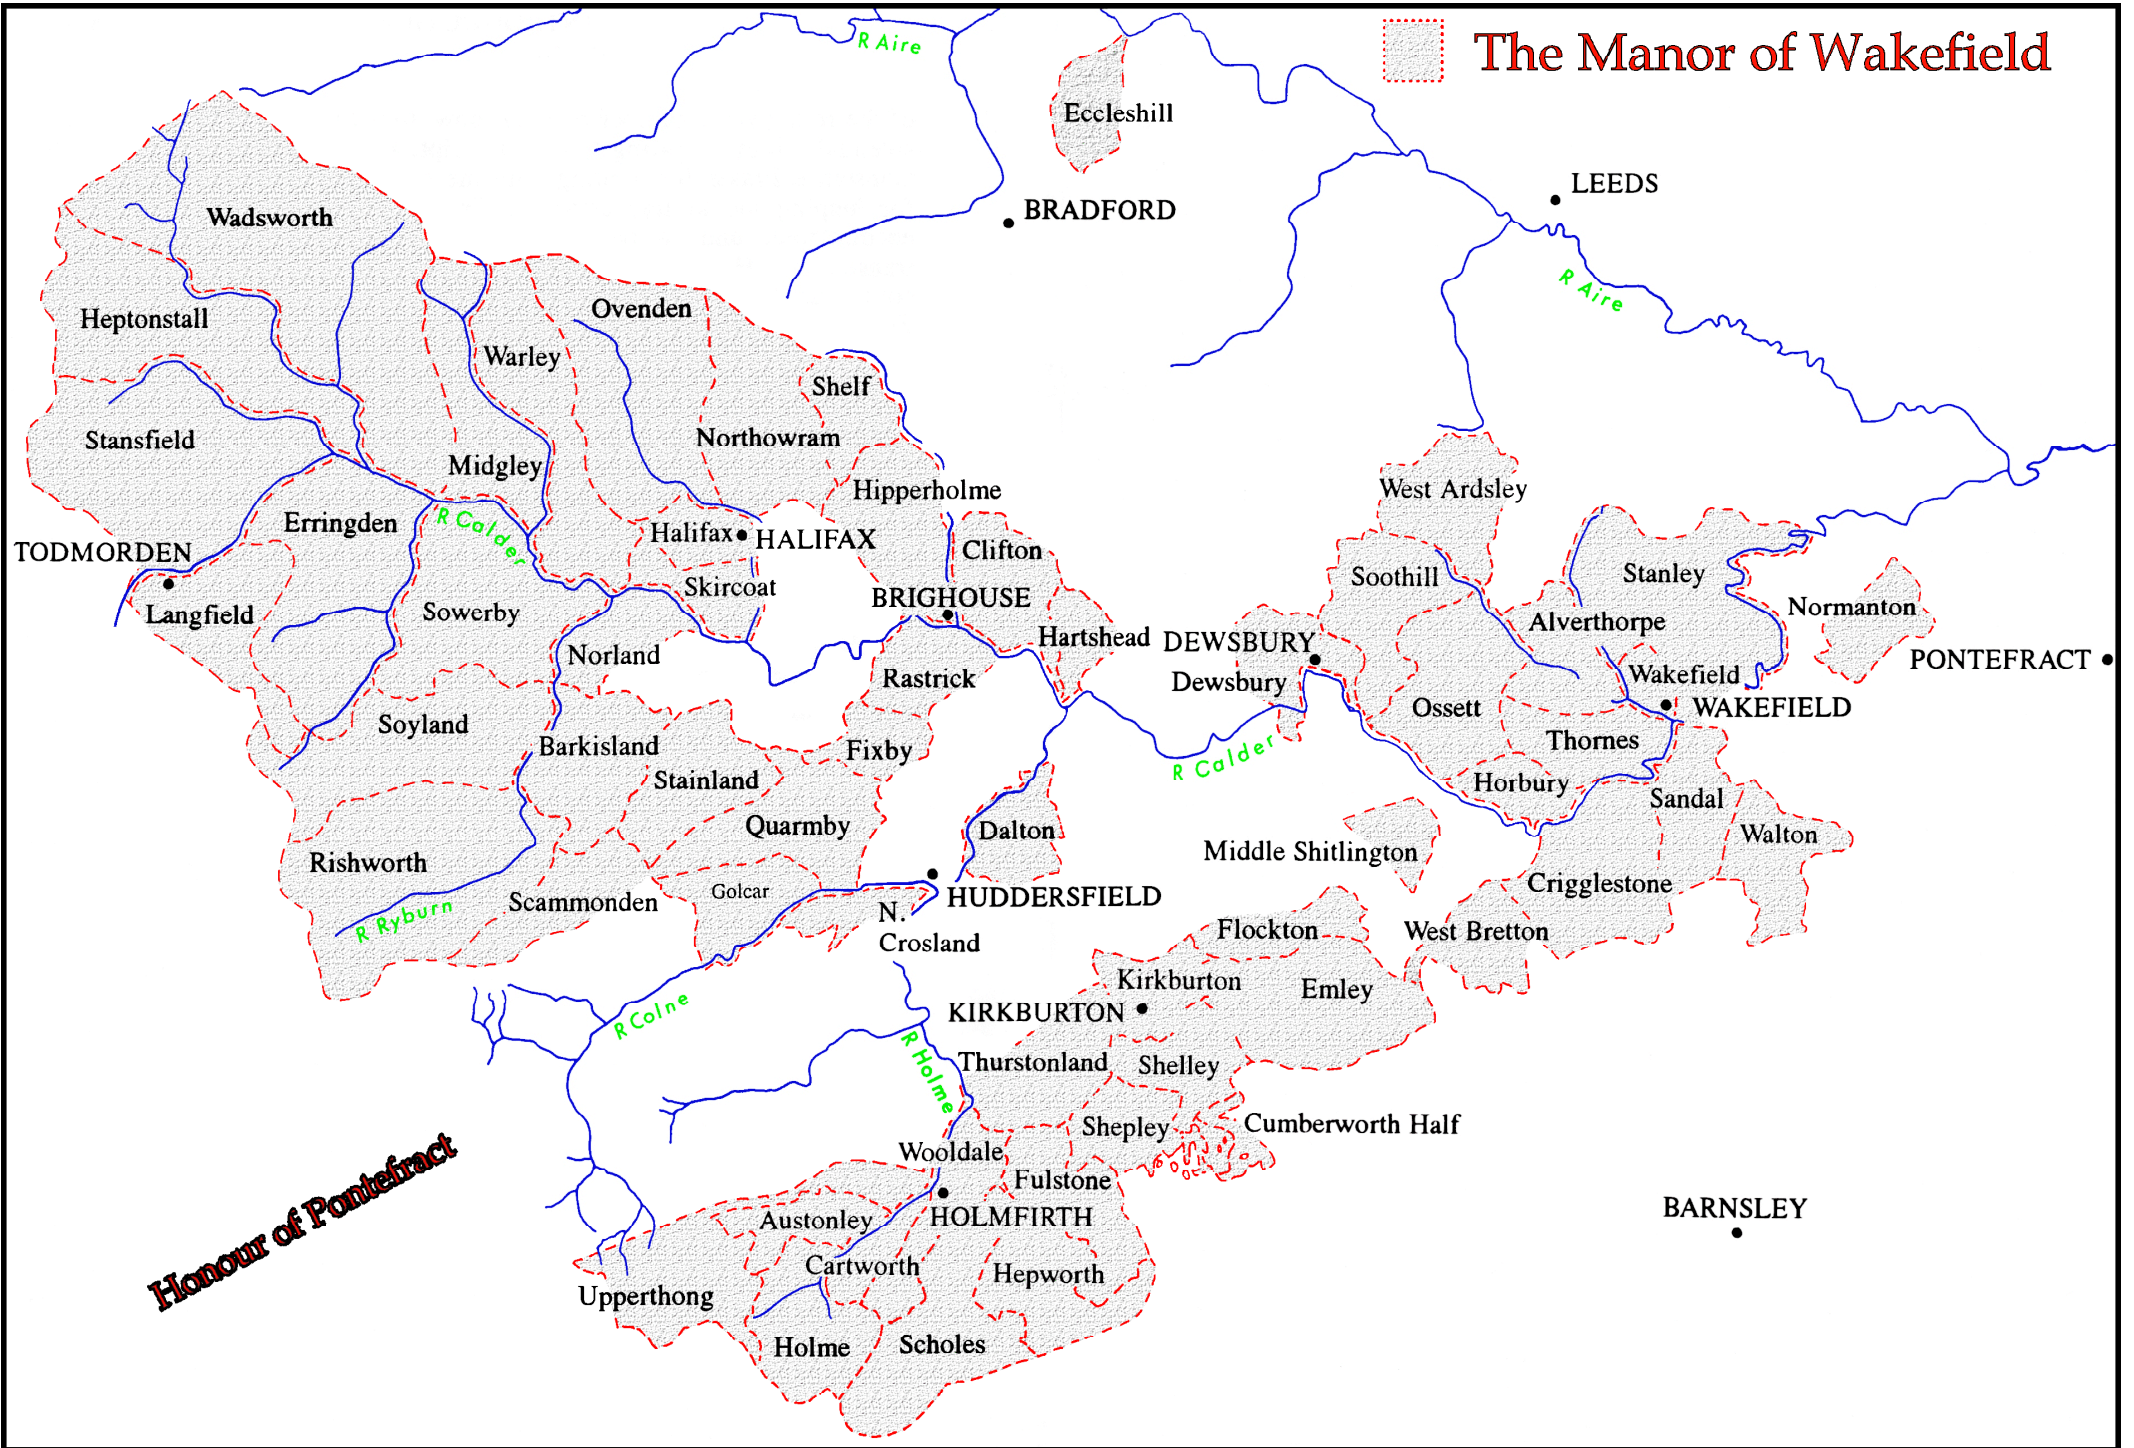 The Manor of Wakefield
R Aire
Eccleshill
LEEDS
BRADFORD
Wadsworth
R Aire
Ovenden
Heptonstall
Warley
Shelf
Stansfield
Northowram
Midgley
Hipperholme
West Ardsley
Erringden
R Calder
Halifax
HALIFAX
Clifton
TODMORDEN
Soothill
Stanley
Skircoat
BRIGHOUSE
Langfield
Sowerby
Normanton
Alverthorpe
Hartshead
DEWSBURY
Norland
PONTEFRACT
Rastrick
Dewsbury
Wakefield
Ossett
WAKEFIELD
Soyland
Barkisland
Fixby
Thornes
R Calder
Stainland
Horbury
Sandal
Quarmby
Dalton
Walton
Middle Shitlington
Rishworth
Golcar
Crigglestone
HUDDERSFIELD
Scammonden
N.
Crosland
R Ryburn
Flockton
West Bretton
Kirkburton
Emley
R Colne
KIRKBURTON
R Holme
Thurstonland
Shelley
Shepley
Cumberworth Half
Wooldale
Honour of Pontefract
Fulstone
BARNSLEY
Austonley
HOLMFIRTH
Cartworth
Hepworth
Upperthong
Holme
Scholes